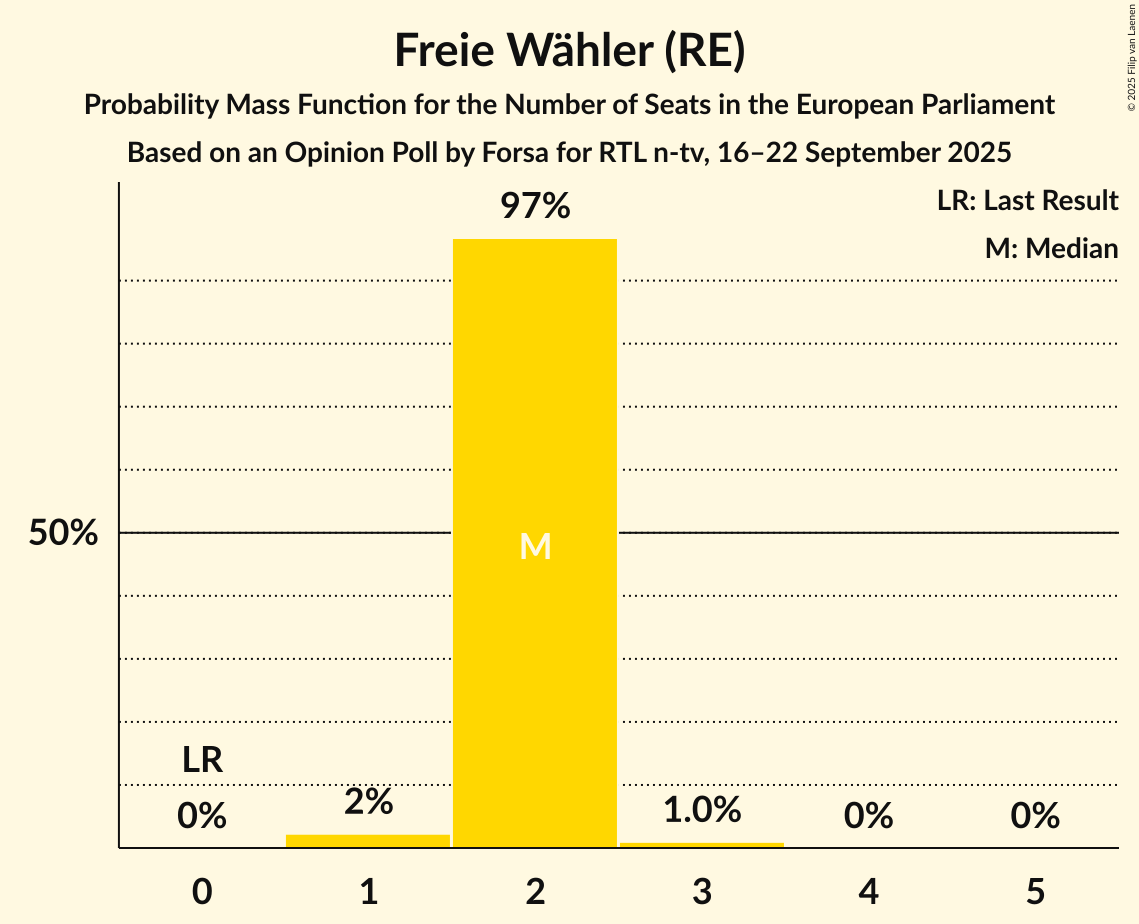 Freie Wähler (RE)
Probability Mass Function for the Number of Seats in the European Parliament
Based on an Opinion Poll by Forsa for RTL n-tv, 16–22 September 2025
© 2025 Filip van Laenen
LR: Last Result
M: Median
97%
50%
M
LR
0%
2%
1.0%
0%
0%
0
1
2
3
4
5